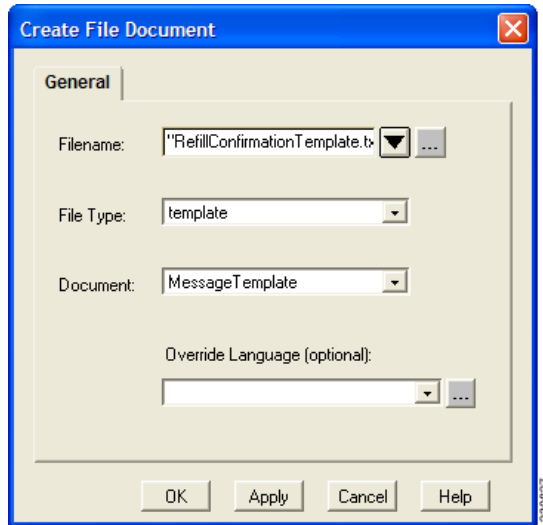 Create File Document
General
Filename: "RefillConfirmationTemplate.tx ...
File Type: template
Document: MessageTemplate
Override Language (optional):
...
OK Apply Cancel Help